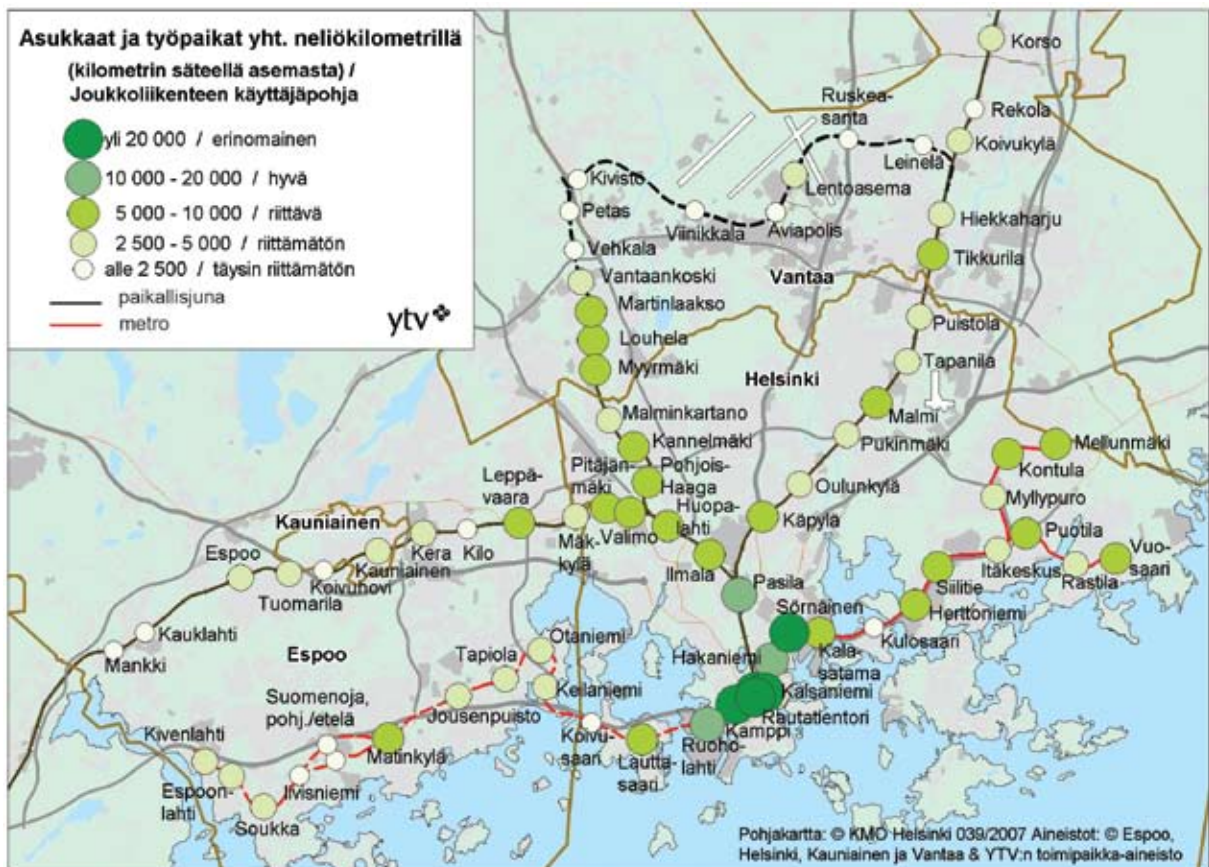 Asukkaat ja työpaikat yht. neliökilometrillä
(kilometrin säteellä asemasta) /
Joukkoliikenteen käyttäjäpohja
yli 20 000 / erinomainen
10 000 - 20 000 / hyvä
5 000 - 10 000 / riittävä
2 500 - 5 000 / riittämätön
alle 2 500 / täysin riittämätön
paikallisjuna
metro
ytv
Korso
Rekola
Ruskea-
santa
Koivukylä
Leinelä
Kivistö
Lentoasema
Petas
Viinikkala
Aviapolis
Hiekkaharju
Vehkala
Tikkurila
Vantaankoski
Vantaa
Martinlaakso
Puistola
Louhela
Tapanila
Myyrmäki
Helsinki
Malminkartano
Malmi
Kannelmäki
Pukinmäki
Mellunmäki
Kontula
Pitäjän-
mäki
Pohjois-
Haaga
Leppä-
vaara
Oulunkylä
Myllypuro
Huopa-
lahti
Käpylä
Puotila
Kauniainen
Valimo
Kera
Kilo
Mäk-
kylä
Espoo
Kauniainen
Koivuhovi
Tuomarila
Ilmala
Pasila
Itäkeskus
Vuo-
saari
Rastila
Siilitie
Sörnäinen
Herttoniemi
Kauklahti
Mankki
Espoo
Otaniemi
Tapiola
Kulosaari
Hakaniemi
Kala-
satama
Keilaniemi
Kaisaniemi
Suomenoja,
pohj./etelä
Jousenpuisto
Rautatientori
Kamppi
Kivenlahti
Matinkylä
Koivu-
saari
Ruoho-
lahti
Lautta-
saari
Espoon-
lahti
Iivisniemi
Soukka
Pohjakartta: © KMO Helsinki 039/2007 Aineistot: © Espoo,
Helsinki, Kauniainen ja Vantaa & YTV:n toimipaikka-aineisto